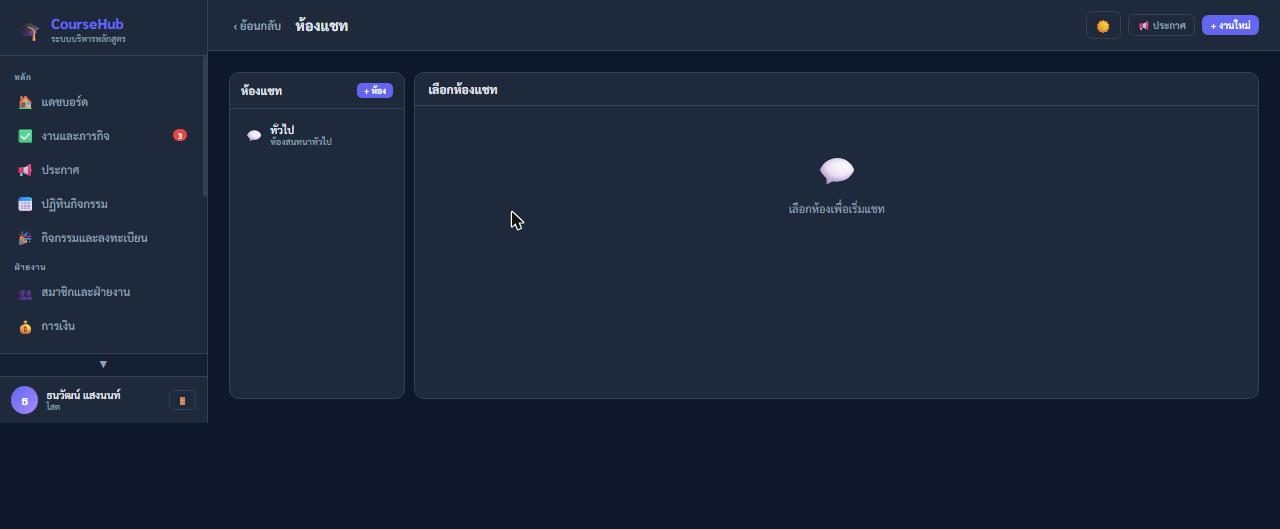 CourseHub
ระบบบริหารหลักสูตร
หลัก
แดชบอร์ด
งานและภารกิจ
3
ประกาศ
ปฏิทินกิจกรรม
กิจกรรมและลงทะเบียน
ฝ่ายงาน
สมาชิกและฝ่ายงาน
การเงิน
▼
ธ
ธนวัฒน์ แสงนนท์
โสต
‹ ย้อนกลับ
ห้องแชท
ประกาศ
+ งานใหม่
ห้องแชท
+ ห้อง
ทั่วไป
ห้องสนทนาทั่วไป
เลือกห้องแชท
เลือกห้องเพื่อเริ่มแชท